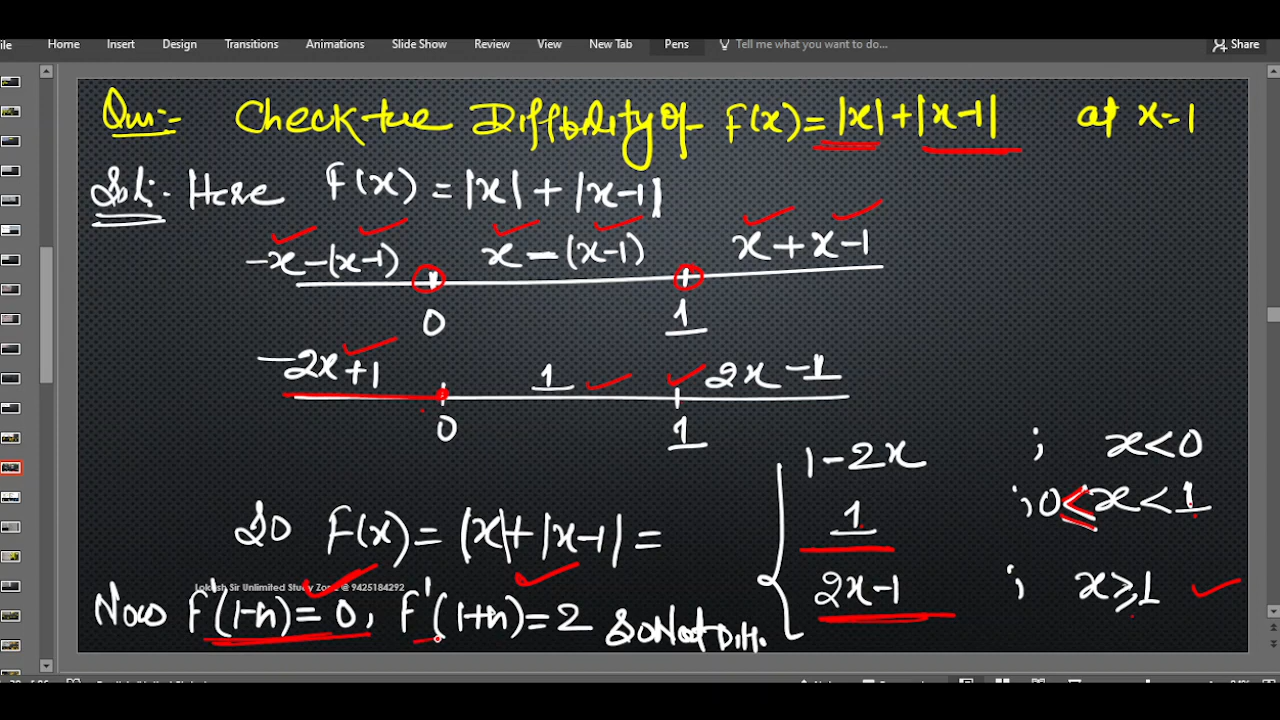 File Home Insert Design Transitions Animations Slide Show Review View New Tab Pens Tell me what you want to do... Share
Qus:- Check the Diffbility Of F(x) = |x| + |x-1| at x=1
Sol:- Here F(x) = |x| + |x-1|
-x-(x-1) x-(x-1) x+x-1
0 1
-2x+1 1 2x-1
0 1
1-2x ; x<0
1 ; 0≤x<1
So F(x) = |x|+|x-1| =
2x-1 ; x≥1
Lokesh Sir Unlimited Study Zone @ 9425184292
Now F'(1-h)=0, F'(1+h)=2 So Not Diff.